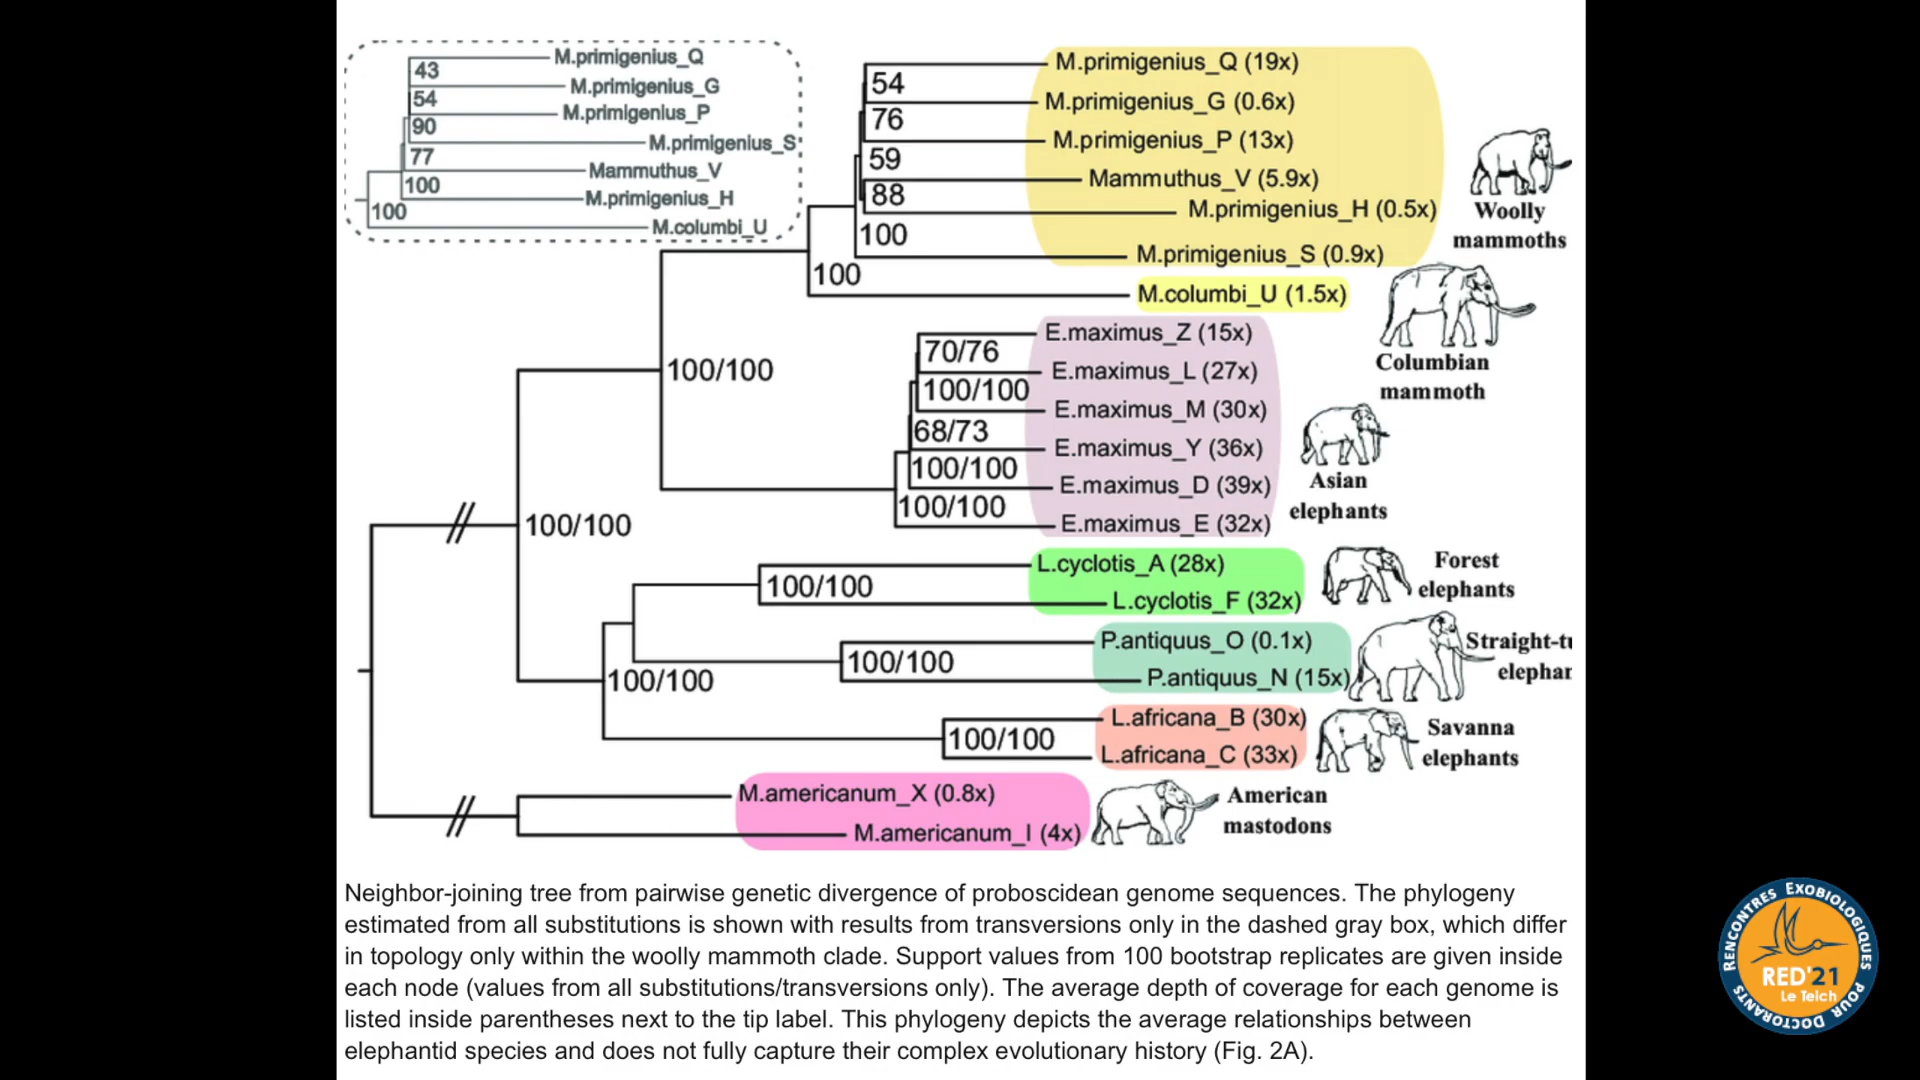 M.primigenius_Q
43
M.primigenius_G
54
M.primigenius_P
90
M.primigenius_S
77
Mammuthus_V
100
M.primigenius_H
100
M.columbi_U
M.primigenius_Q (19x)
54
M.primigenius_G (0.6x)
76
M.primigenius_P (13x)
59
Mammuthus_V (5.9x)
88
M.primigenius_H (0.5x)
100
M.primigenius_S (0.9x)
100
M.columbi_U (1.5x)
Woolly
mammoths
Columbian
mammoth
100/100
E.maximus_Z (15x)
70/76
E.maximus_L (27x)
100/100
E.maximus_M (30x)
68/73
E.maximus_Y (36x)
100/100
E.maximus_D (39x)
100/100
E.maximus_E (32x)
Asian
elephants
100/100
L.cyclotis_A (28x)
100/100
L.cyclotis_F (32x)
Forest
elephants
P.antiquus_O (0.1x)
100/100
P.antiquus_N (15x)
Straight-tu
elephan
100/100
L.africana_B (30x)
100/100
L.africana_C (33x)
Savanna
elephants
M.americanum_X (0.8x)
M.americanum_I (4x)
American
mastodons
Neighbor-joining tree from pairwise genetic divergence of proboscidean genome sequences. The phylogeny
estimated from all substitutions is shown with results from transversions only in the dashed gray box, which differ
in topology only within the woolly mammoth clade. Support values from 100 bootstrap replicates are given inside
each node (values from all substitutions/transversions only). The average depth of coverage for each genome is
listed inside parentheses next to the tip label. This phylogeny depicts the average relationships between
elephantid species and does not fully capture their complex evolutionary history (Fig. 2A).
RENCONTRES EXOBIOLOGIQUES POUR DOCTORANTS
RED'21
Le Teich